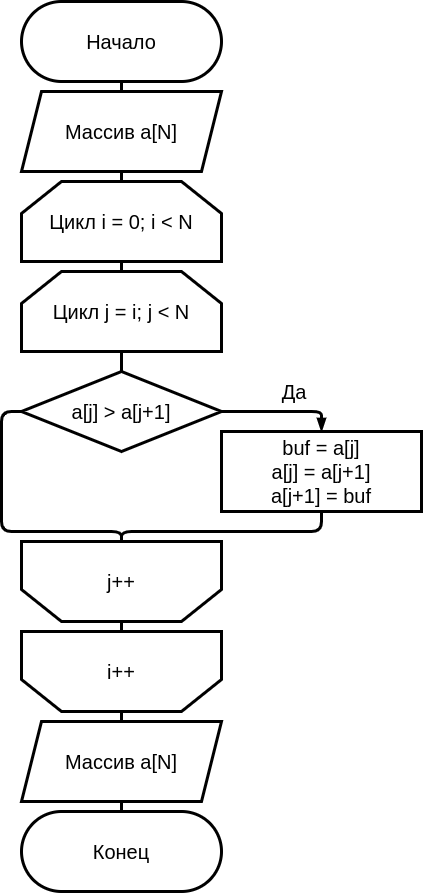 Начало
Массив a[N]
Цикл i = 0; i < N
Цикл j = i; j < N
a[j] > a[j+1]
Да
buf = a[j]
a[j] = a[j+1]
a[j+1] = buf
j++
i++
Массив a[N]
Конец